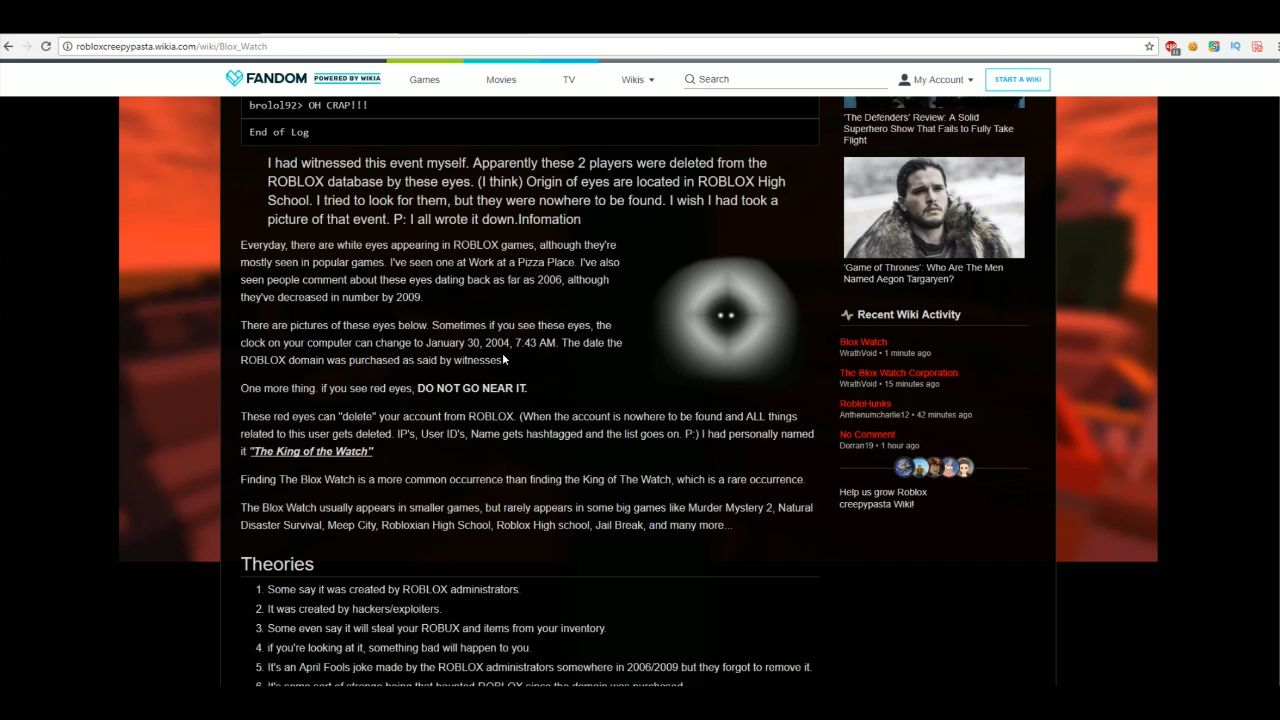 robloxcreepypasta.wikia.com/wiki/Blox_Watch
FANDOM POWERED BY WIKIA
Games
Movies
TV
Wikis
Search
My Account
START A WIKI
brolol92> OH CRAP!!!
End of Log
I had witnessed this event myself. Apparently these 2 players were deleted from the
ROBLOX database by these eyes. (I think) Origin of eyes are located in ROBLOX High
School. I tried to look for them, but they were nowhere to be found. I wish I had took a
picture of that event. P: I all wrote it down.Infomation
Everyday, there are white eyes appearing in ROBLOX games, although they're
mostly seen in popular games. I've seen one at Work at a Pizza Place. I've also
seen people comment about these eyes dating back as far as 2006, although
they've decreased in number by 2009.
There are pictures of these eyes below. Sometimes if you see these eyes, the
clock on your computer can change to January 30, 2004, 7.43 AM. The date the
ROBLOX domain was purchased as said by witnesses.
One more thing. if you see red eyes, DO NOT GO NEAR IT.
These red eyes can "delete" your account from ROBLOX. (When the account is nowhere to be found and ALL things
related to this user gets deleted. IP's, User ID's, Name gets hashtagged and the list goes on. P:) I had personally named
it "The King of the Watch"
Finding The Blox Watch is a more common occurrence than finding the King of The Watch, which is a rare occurrence.
The Blox Watch usually appears in smaller games, but rarely appears in some big games like Murder Mystery 2, Natural
Disaster Survival, Meep City, Robloxian High School, Roblox High school, Jail Break, and many more...
Theories
1. Some say it was created by ROBLOX administrators.
2. It was created by hackers/exploiters.
3. Some even say it will steal your ROBUX and items from your inventory.
4. if you're looking at it, something bad will happen to you.
5. It's an April Fools joke made by the ROBLOX administrators somewhere in 2006/2009 but they forgot to remove it.
6. It's some sort of strange being that haunted ROBLOX since the domain was purchased.
'The Defenders' Review: A Solid
Superhero Show That Fails to Fully Take
Flight
'Game of Thrones': Who Are The Men
Named Aegon Targaryen?
Recent Wiki Activity
Blox Watch
WrathVoid • 1 minute ago
The Blox Watch Corporation
WrathVoid • 15 minutes ago
RobloHunks
Anthenumcharlie12 • 42 minutes ago
No Comment
Dorran19 • 1 hour ago
Help us grow Roblox
creepypasta Wiki!